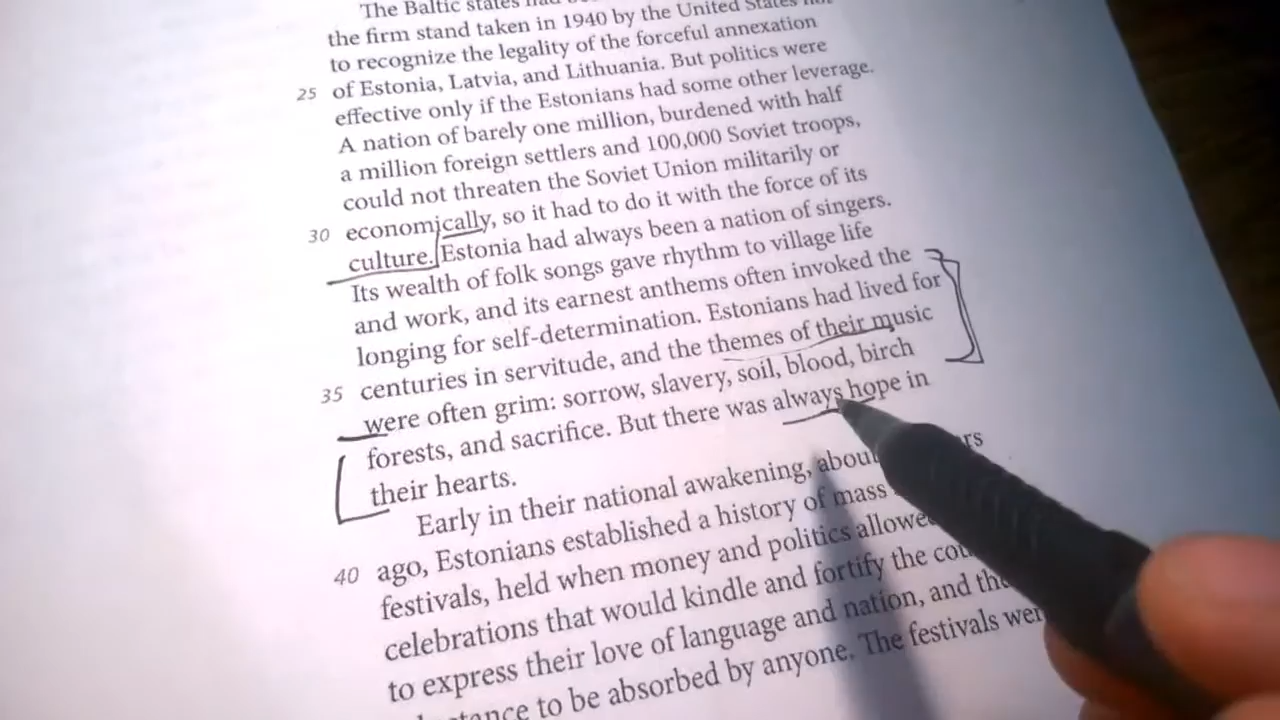 The Baltic states had
the firm stand taken in 1940 by the United States not
to recognize the legality of the forceful annexation
25 of Estonia, Latvia, and Lithuania. But politics were
effective only if the Estonians had some other leverage.
A nation of barely one million, burdened with half
a million foreign settlers and 100,000 Soviet troops,
could not threaten the Soviet Union militarily or
30 economically, so it had to do it with the force of its
culture. Estonia had always been a nation of singers.
Its wealth of folk songs gave rhythm to village life
and work, and its earnest anthems often invoked the
longing for self-determination. Estonians had lived for
35 centuries in servitude, and the themes of their music
were often grim: sorrow, slavery, soil, blood, birch
forests, and sacrifice. But there was always hope in
their hearts.
Early in their national awakening, about
40 ago, Estonians established a history of mass
festivals, held when money and politics allowed
celebrations that would kindle and fortify the
to express their love of language and nation, and
to be absorbed by anyone. The festivals were